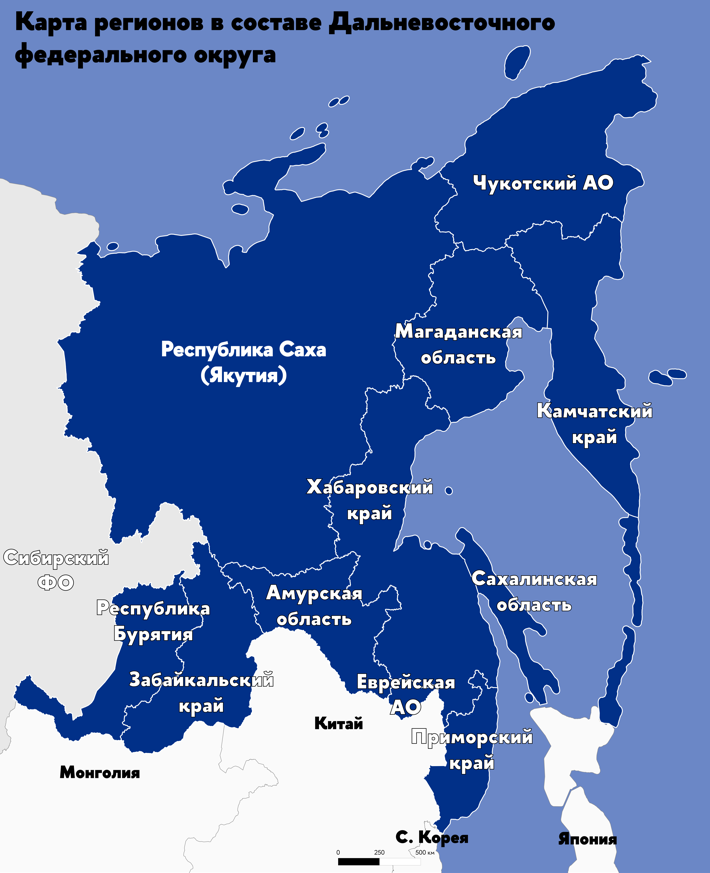 Карта регионов в составе Дальневосточного
федерального округа
Чукотский АО
Магаданская
область
Республика Саха
(Якутия)
Камчатский
край
Хабаровский
край
Сибирский
ФО
Сахалинская
область
Амурская
область
Республика
Бурятия
Забайкальский
край
Еврейская
АО
Китай
Приморский
край
Монголия
С. Корея
Япония
0 250 500 км